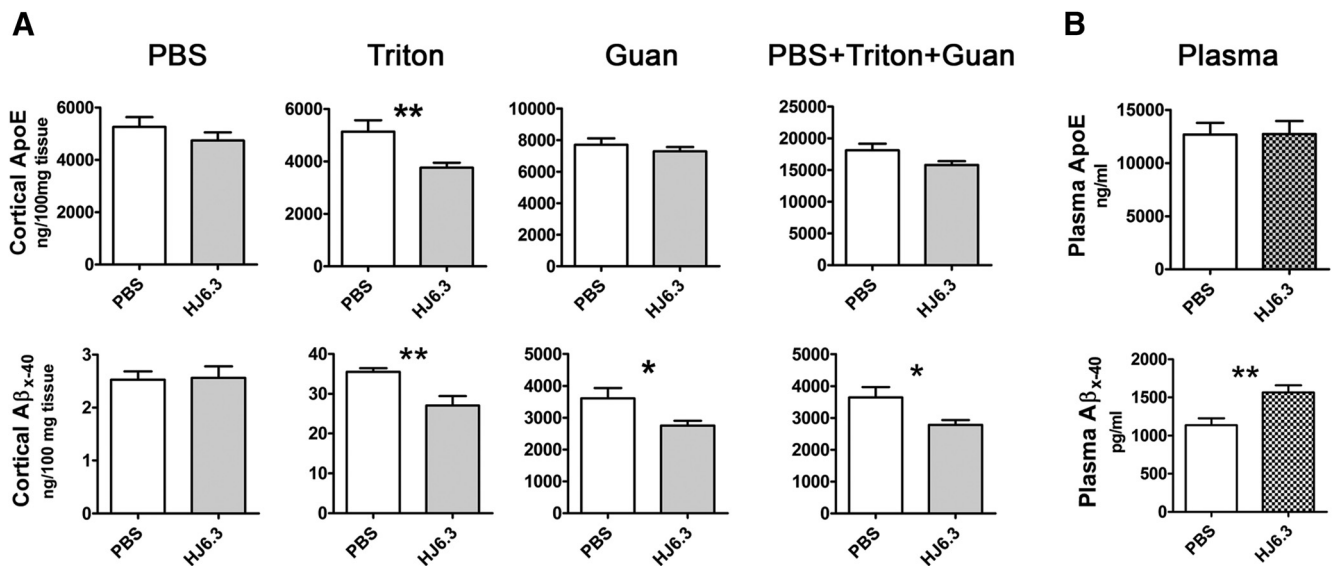 A
B
PBS
Triton
Guan
PBS+Triton+Guan
Plasma
Cortical ApoE
ng/100mg tissue
6000
4000
2000
0
PBS
HJ6.3
**
6000
4000
2000
0
PBS
HJ6.3
10000
8000
6000
4000
2000
0
PBS
HJ6.3
25000
20000
15000
10000
5000
0
PBS
HJ6.3
Plasma ApoE
ng/ml
15000
10000
5000
0
PBS
HJ6.3
Cortical Aβx-40
ng/100 mg tissue
3
2
1
0
PBS
HJ6.3
**
40
30
20
10
0
PBS
HJ6.3
*
5000
4000
3000
2000
1000
0
PBS
HJ6.3
*
5000
4000
3000
2000
1000
0
PBS
HJ6.3
Plasma Aβx-40
pg/ml
**
2000
1500
1000
500
0
PBS
HJ6.3